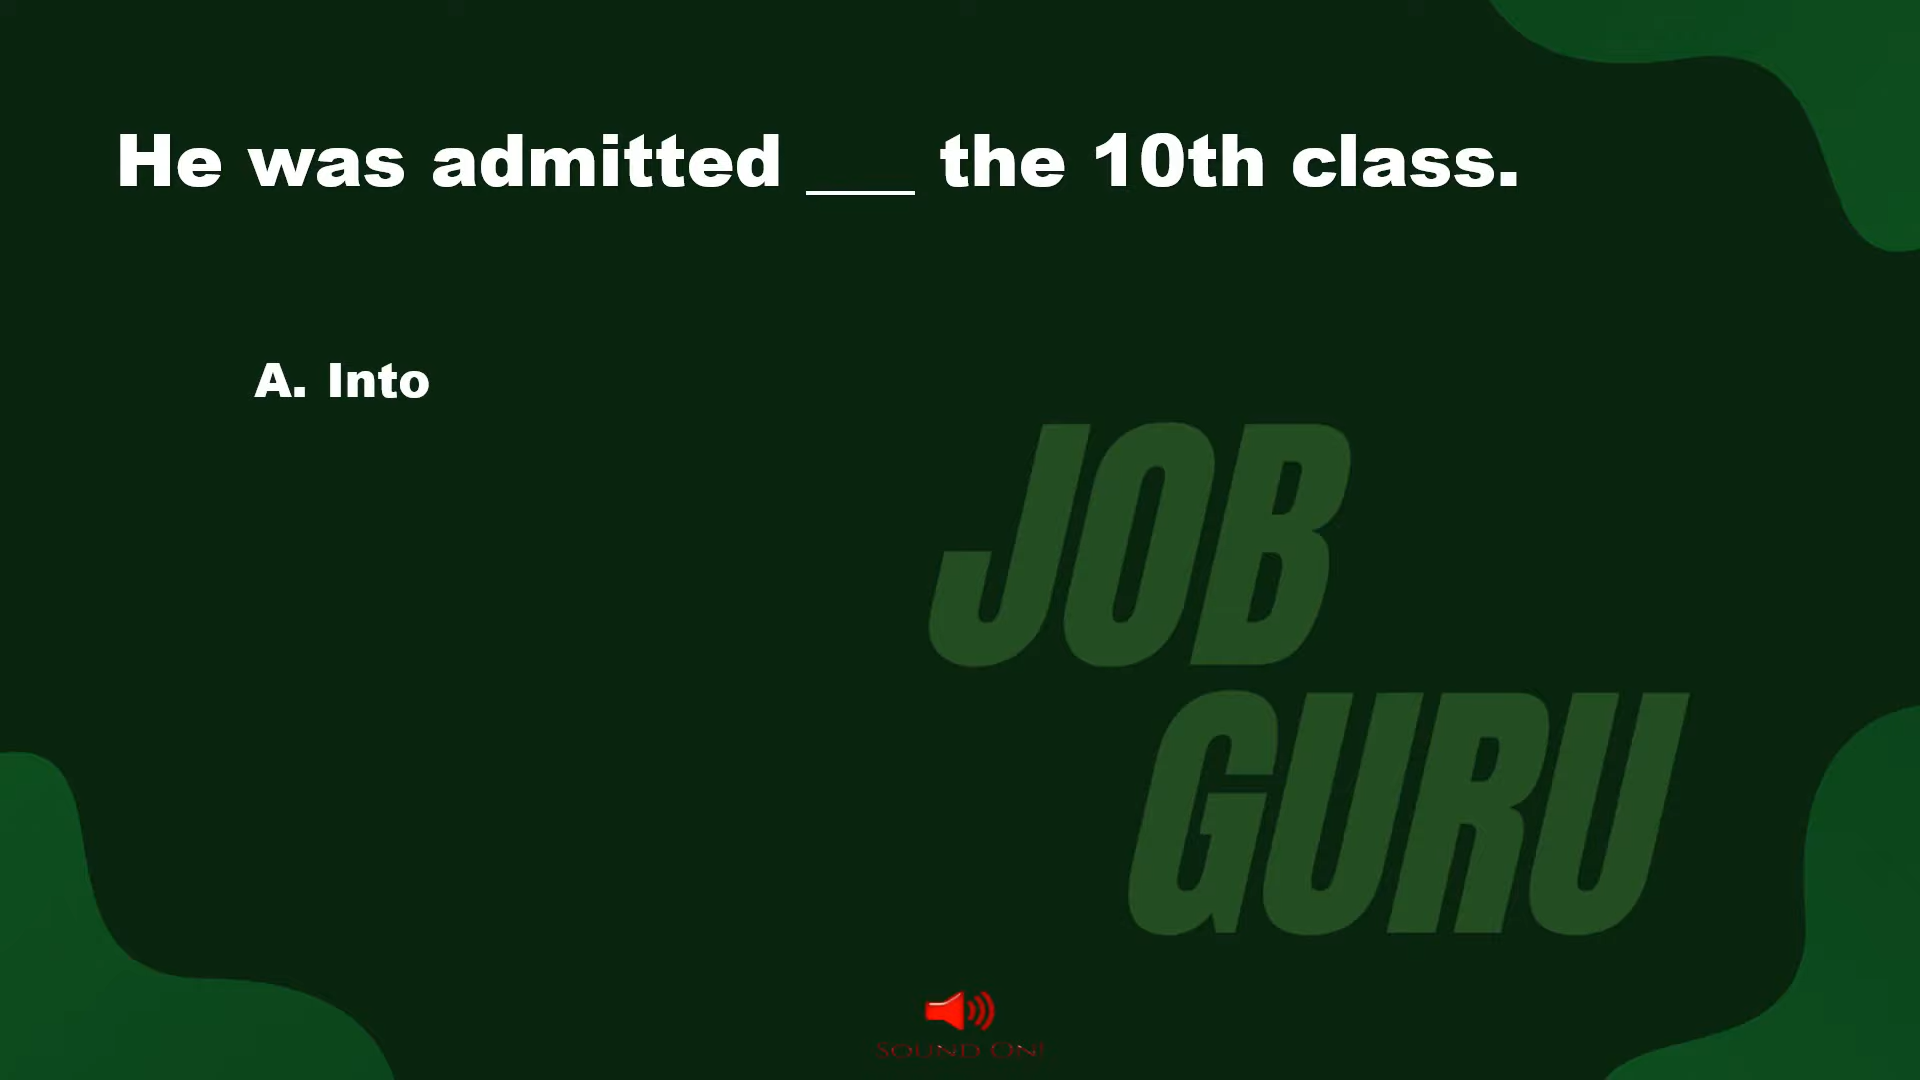 He was admitted ___ the 10th class.
A. Into
JOB
GURU
SOUND ON!